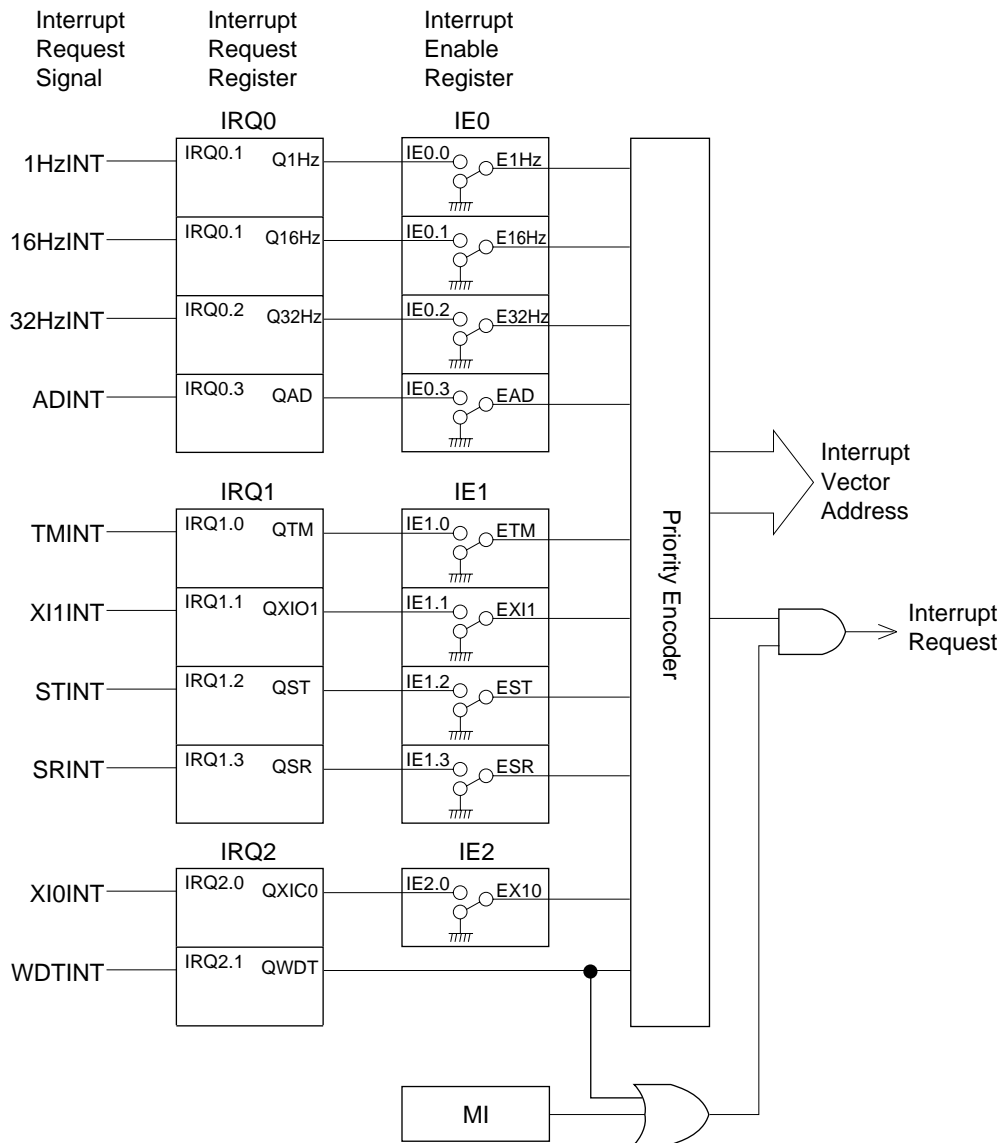 Interrupt
Request
Signal
Interrupt
Request
Register
Interrupt
Enable
Register
IRQ0
IE0
1HzINT
IRQ0.1
Q1Hz
IE0.0
E1Hz
16HzINT
IRQ0.1
Q16Hz
IE0.1
E16Hz
32HzINT
IRQ0.2
Q32Hz
IE0.2
E32Hz
ADINT
IRQ0.3
QAD
IE0.3
EAD
IRQ1
IE1
TMINT
IRQ1.0
QTM
IE1.0
ETM
XI1INT
IRQ1.1
QXIO1
IE1.1
EXI1
STINT
IRQ1.2
QST
IE1.2
EST
SRINT
IRQ1.3
QSR
IE1.3
ESR
IRQ2
IE2
XI0INT
IRQ2.0
QXIC0
IE2.0
EX10
WDTINT
IRQ2.1
QWDT
MI
Priority Encoder
Interrupt
Vector
Address
Interrupt
Request